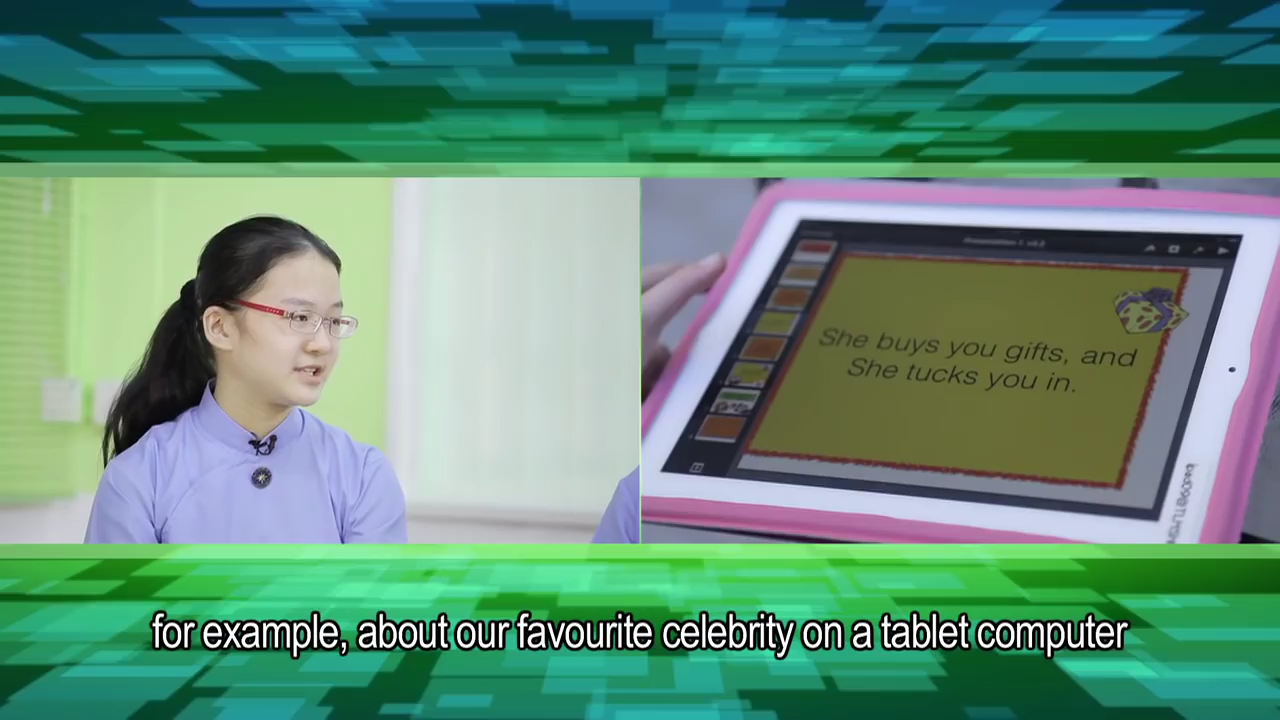 She buys you gifts, and
She tucks you in.
for example, about our favourite celebrity on a tablet computer